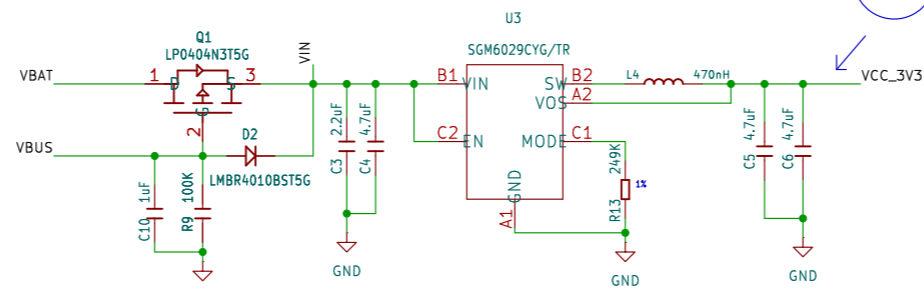 U3
Q1
LP0404N3T5G
VIN
SGM6029CYG/TR
VBAT
1
D
S
3
B1
VIN
SW
B2
L4
470nH
VCC_3V3
VOS
A2
G
2
2.2uF
4.7uF
4.7uF
4.7uF
VBUS
D2
C2
EN
MODE
C1
C3
C4
249K
C5
C6
LMBR4010BST5G
1uF
100K
GND
1%
C10
R9
A1
R13
GND
GND
GND